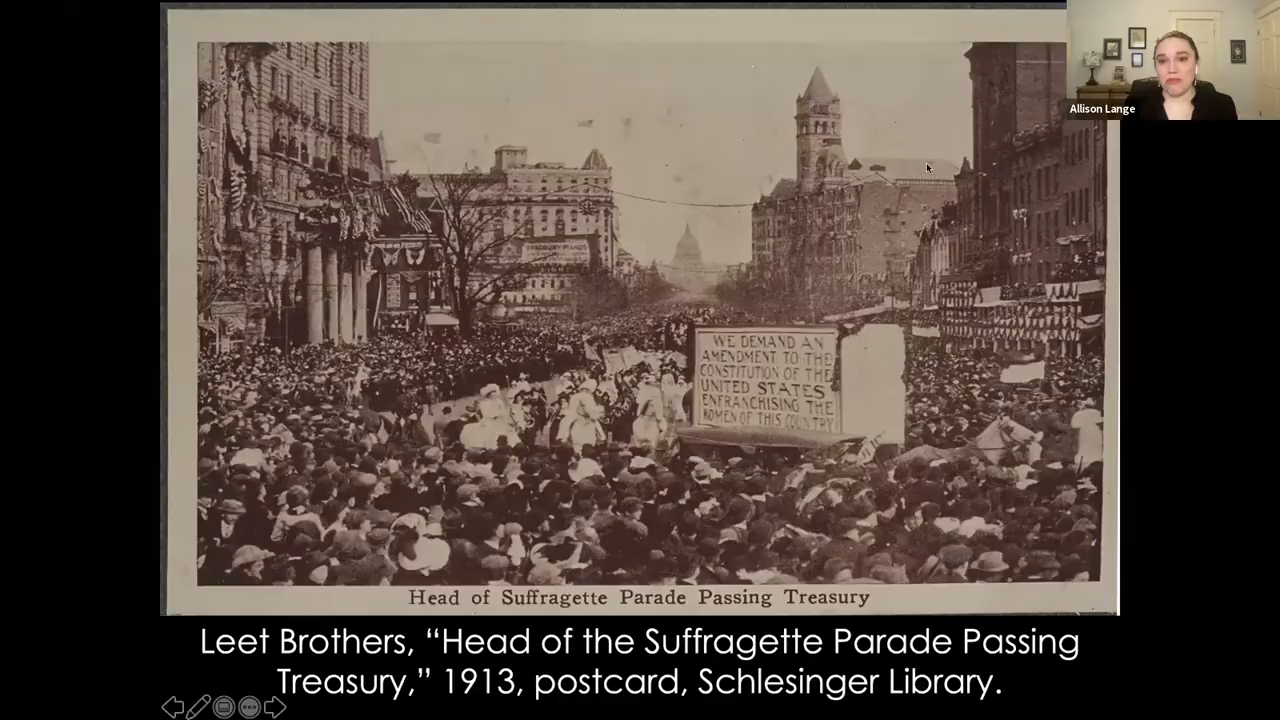 Allison Lange
BRADBURY PIANOS
WE DEMAND AN
AMENDMENT TO THE
CONSTITUTION OF THE
UNITED STATES
ENFRANCHISING THE
WOMEN OF THIS COUNTRY
Head of Suffragette Parade Passing Treasury
Leet Brothers, “Head of the Suffragette Parade Passing
Treasury,” 1913, postcard, Schlesinger Library.